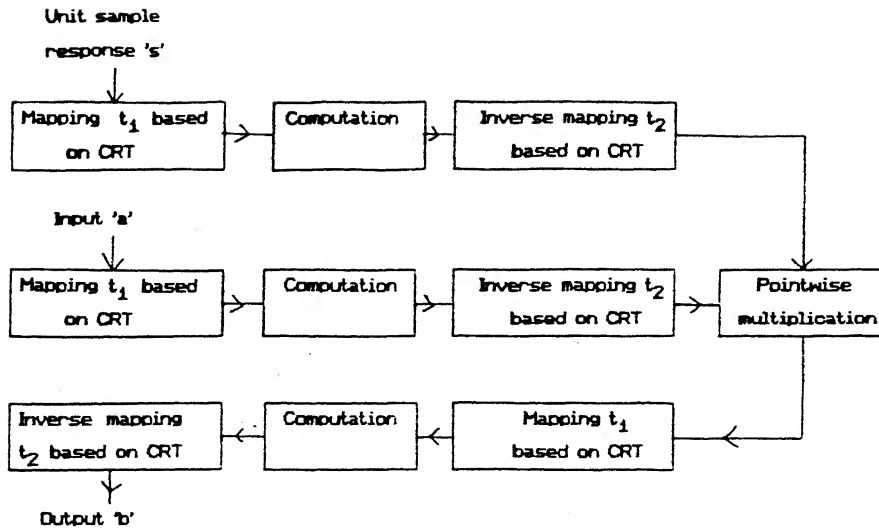 Unit sample
response 's'
Mapping t₁ based
on CRT
Computation
Inverse mapping t₂
based on CRT
Input 'a'
Mapping t₁ based
on CRT
Computation
Inverse mapping t₂
based on CRT
Pointwise
multiplication
Inverse mapping
t₂ based on CRT
Computation
Mapping t₁
based on CRT
Output 'b'